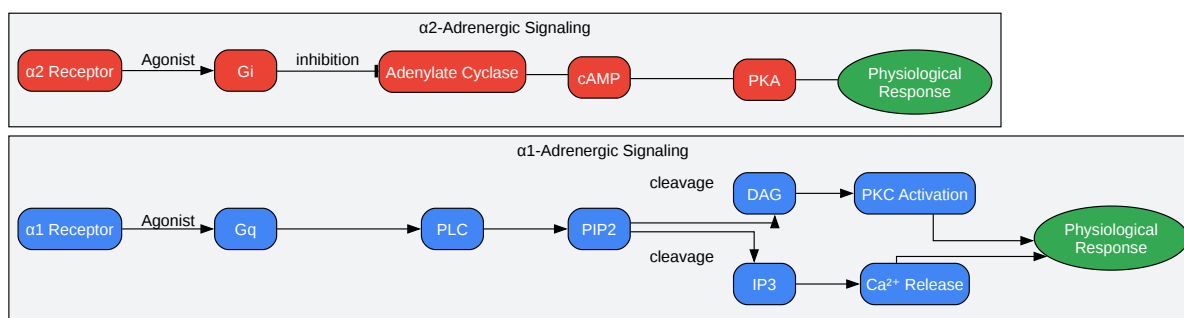 α2-Adrenergic Signaling
α2 Receptor
Agonist
Gi
inhibition
Adenylate Cyclase
cAMP
PKA
Physiological
Response
α1-Adrenergic Signaling
α1 Receptor
Agonist
Gq
PLC
PIP2
cleavage
DAG
PKC Activation
cleavage
IP3
Ca²⁺ Release
Physiological
Response